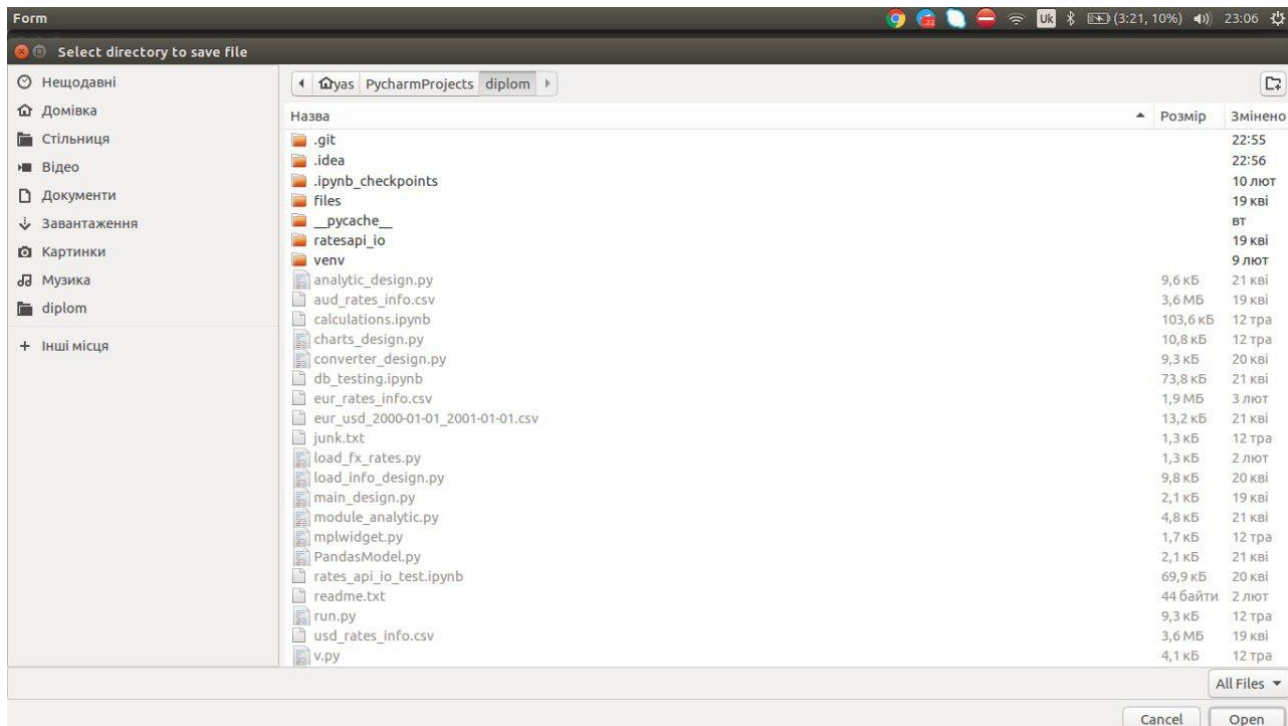 Form
Uk (3:21, 10%) 23:06
Select directory to save file
Нещодавні
Домівка
Стільниця
Відео
Документи
Завантаження
Картинки
Музика
diplom
+ Інші місця
yas PycharmProjects diplom
Назва Розмір Змінено
.git 22:55
.idea 22:56
.ipynb_checkpoints 10 лют
files 19 кві
__pycache__ вт
ratesapi_io 19 кві
venv 9 лют
analytic_design.py 9,6 кБ 21 кві
aud_rates_info.csv 3,6 МБ 19 кві
calculations.ipynb 103,6 кБ 12 тра
charts_design.py 10,8 кБ 12 тра
converter_design.py 9,3 кБ 20 кві
db_testing.ipynb 73,8 кБ 21 кві
eur_rates_info.csv 1,9 МБ 3 лют
eur_usd_2000-01-01_2001-01-01.csv 13,2 кБ 21 кві
junk.txt 1,3 кБ 12 тра
load_fx_rates.py 1,3 кБ 2 лют
load_info_design.py 9,8 кБ 20 кві
main_design.py 2,1 кБ 19 кві
module_analytic.py 4,8 кБ 21 кві
mplwidget.py 1,7 кБ 12 тра
PandasModel.py 2,1 кБ 21 кві
rates_api_io_test.ipynb 69,9 кБ 20 кві
readme.txt 44 байти 2 лют
run.py 9,3 кБ 12 тра
usd_rates_info.csv 3,6 МБ 19 кві
v.py 4,1 кБ 12 тра
All Files
Cancel Open